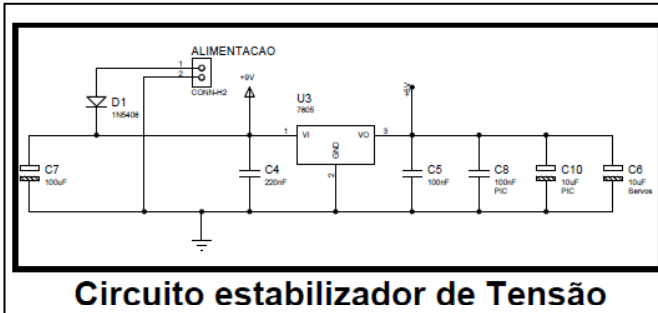 ALIMENTACAO
1
2
CONN-H2
D1
1N5408
+9V
U3
7805
+5V
1
VI
VO
3
GND
2
C7
100uF
C4
220nF
C5
100nF
C8
100nF
PIC
C10
10uF
PIC
C6
10uF
Servos
Circuito estabilizador de Tensão